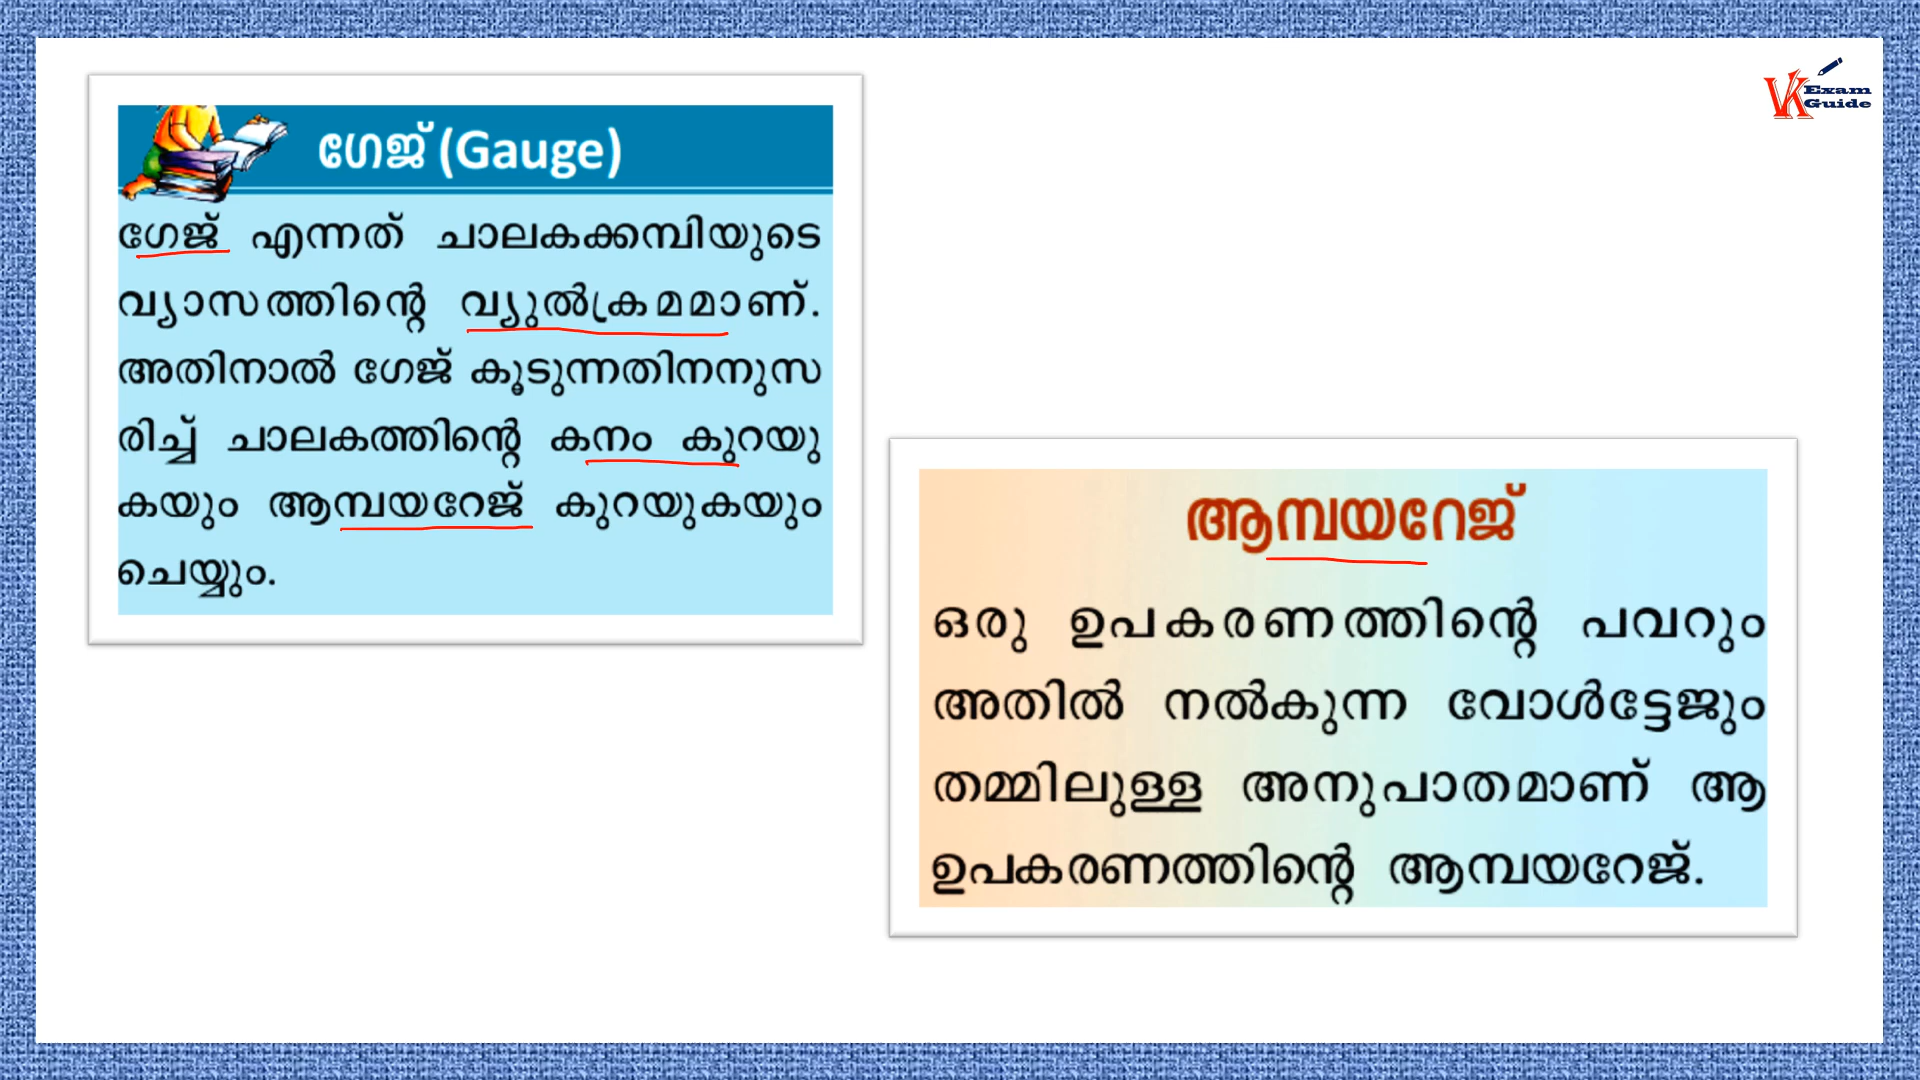 ഗേജ് (Gauge)
ഗേജ് എന്നത് ചാലകക്കമ്പിയുടെ
വ്യാസത്തിന്റെ വ്യുൽക്രമമാണ്.
അതിനാൽ ഗേജ് കൂടുന്നതിനനുസ
രിച്ച് ചാലകത്തിന്റെ കനം കുറയു
കയും ആമ്പയറേജ് കുറയുകയും
ചെയ്യും.
VK Exam
Guide
ആമ്പയറേജ്
ഒരു ഉപകരണത്തിന്റെ പവറും
അതിൽ നൽകുന്ന വോൾട്ടേജും
തമ്മിലുള്ള അനുപാതമാണ് ആ
ഉപകരണത്തിന്റെ ആമ്പയറേജ്.